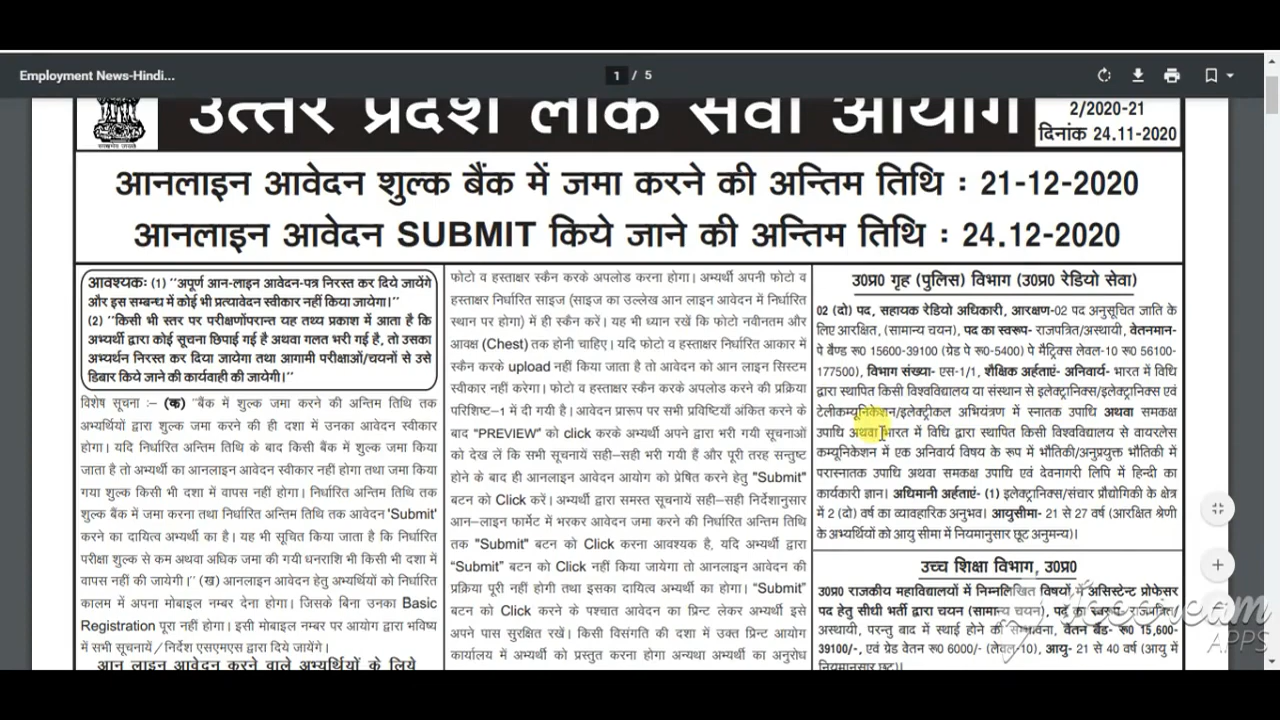 Employment News-Hindi...
1 / 5
उत्तर प्रदेश लोक सेवा आयोग
2/2020-21
दिनांक 24.11-2020
आनलाइन आवेदन शुल्क बैंक में जमा करने की अन्तिम तिथि : 21-12-2020
आनलाइन आवेदन SUBMIT किये जाने की अन्तिम तिथि : 24.12-2020
आवश्यकः (1) "अपूर्ण आन-लाइन आवेदन-पत्र निरस्त कर दिये जायेंगे
और इस सम्बन्ध में कोई भी प्रत्यावेदन स्वीकार नहीं किया जायेगा।"
(2) "किसी भी स्तर पर परीक्षणोंपरान्त यह तथ्य प्रकाश में आता है कि
अभ्यर्थी द्वारा कोई सूचना छिपाई गई है अथवा गलत भरी गई है, तो उसका
अभ्यर्थन निरस्त कर दिया जायेगा तथा आगामी परीक्षाओं/चयनों से उसे
डिबार किये जाने की कार्यवाही की जायेगी।"
विशेष सूचना :– (क) "बैंक में शुल्क जमा करने की अन्तिम तिथि तक
अभ्यर्थियों द्वारा शुल्क जमा करने की ही दशा में उनका आवेदन स्वीकार
होगा। यदि निर्धारित अन्तिम तिथि के बाद किसी बैंक में शुल्क जमा किया
जाता है तो अभ्यर्थी का आनलाइन आवेदन स्वीकार नहीं होगा तथा जमा किया
गया शुल्क किसी भी दशा में वापस नहीं होगा। निर्धारित अन्तिम तिथि तक
शुल्क बैंक में जमा करना तथा निर्धारित अन्तिम तिथि तक आवेदन 'Submit'
करने का दायित्व अभ्यर्थी का है। यह भी सूचित किया जाता है कि निर्धारित
परीक्षा शुल्क से कम अथवा अधिक जमा की गयी धनराशि भी किसी भी दशा में
वापस नहीं की जायेगी।" (ख) आनलाइन आवेदन हेतु अभ्यर्थियों को निर्धारित
कालम में अपना मोबाइल नम्बर देना होगा। जिसके बिना उनका Basic
Registration पूरा नहीं होगा। इसी मोबाइल नम्बर पर आयोग द्वारा भविष्य
में सभी सूचनायें/निर्देश एसएमएस द्वारा दिये जायेंगे।
आन लाइन आवेदन करने वाले अभ्यर्थियों के लिये
फोटो व हस्ताक्षर स्कैन करके अपलोड करना होगा। अभ्यर्थी अपनी फोटो व
हस्ताक्षर निर्धारित साइज (साइज का उल्लेख आन लाइन आवेदन में निर्धारित
स्थान पर होगा) में ही स्कैन करें। यह भी ध्यान रखें कि फोटो नवीनतम और
आवक्ष (Chest) तक होनी चाहिए। यदि फोटो व हस्ताक्षर निर्धारित आकार में
स्कैन करके upload नहीं किया जाता है तो आवेदन को आन लाइन सिस्टम
स्वीकार नहीं करेगा। फोटो व हस्ताक्षर स्कैन करके अपलोड करने की प्रक्रिया
परिशिष्ट–1 में दी गयी है। आवेदन प्रारूप पर सभी प्रविष्टियाँ अंकित करने के
बाद "PREVIEW" को click करके अभ्यर्थी अपने द्वारा भरी गयी सूचनाओं
को देख लें कि सभी सूचनायें सही–सही भरी गयी हैं और पूरी तरह सन्तुष्ट
होने के बाद ही आनलाइन आवेदन आयोग को प्रेषित करने हेतु "Submit"
बटन को Click करें। अभ्यर्थी द्वारा समस्त सूचनायें सही–सही निर्देशानुसार
आन–लाइन फार्मेट में भरकर आवेदन जमा करने की निर्धारित अन्तिम तिथि
तक "Submit" बटन को Click करना आवश्यक है, यदि अभ्यर्थी द्वारा
"Submit" बटन को Click नहीं किया जायेगा तो आनलाइन आवेदन की
प्रक्रिया पूरी नहीं होगी तथा इसका दायित्व अभ्यर्थी का होगा। "Submit"
बटन को Click करने के पश्चात आवेदन का प्रिन्ट लेकर अभ्यर्थी इसे
अपने पास सुरक्षित रखें। किसी विसंगति की दशा में उक्त प्रिन्ट आयोग
कार्यालय में अभ्यर्थी को प्रस्तुत करना होगा अन्यथा अभ्यर्थी का अनुरोध
उ0प्र0 गृह (पुलिस) विभाग (उ0प्र0 रेडियो सेवा)
02 (दो) पद, सहायक रेडियो अधिकारी, आरक्षण-02 पद अनुसूचित जाति के
लिए आरक्षित, (सामान्य चयन), पद का स्वरूप- राजपत्रित/अस्थायी, वेतनमान-
पे बैण्ड रू0 15600-39100 (ग्रेड पे रू0-5400) पे मैट्रिक्स लेवल-10 रू0 56100-
177500), विभाग संख्या- एस-1/1, शैक्षिक अर्हताएं- अनिवार्य- भारत में विधि
द्वारा स्थापित किसी विश्वविद्यालय या संस्थान से इलेक्ट्रानिक्स/इलेक्ट्रानिक्स एवं
टेलीकम्यूनिकेशन/इलेक्ट्रीकल अभियंत्रण में स्नातक उपाधि अथवा समकक्ष
उपाधि अथवा भारत में विधि द्वारा स्थापित किसी विश्वविद्यालय से वायरलेस
कम्यूनिकेशन में एक अनिवार्य विषय के रूप में भौतिकी/अनुप्रयुक्त भौतिकी में
परास्नातक उपाधि अथवा समकक्ष उपाधि एवं देवनागरी लिपि में हिन्दी का
कार्यकारी ज्ञान। अधिमानी अर्हताएं- (1) इलेक्ट्रानिक्स/संचार प्रौद्योगिकी के क्षेत्र
में 2 (दो) वर्ष का व्यावहारिक अनुभव। आयुसीमा- 21 से 27 वर्ष (आरक्षित श्रेणी
के अभ्यर्थियों को आयु सीमा में नियमानुसार छूट अनुमन्य)।
उच्च शिक्षा विभाग, उ0प्र0
उ0प्र0 राजकीय महाविद्यालयों में निम्नलिखित विषयों में असिस्टेन्ट प्रोफेसर
पद हेतु सीधी भर्ती द्वारा चयन (सामान्य चयन), पद का स्वरूप- राजपत्रित,
अस्थायी, परन्तु बाद में स्थाई होने की सम्भावना, वेतन बैंड- रू0 15,600-
39100/-, एवं ग्रेड वेतन रू0 6000/- (लेवल-10), आयु- 21 से 40 वर्ष (आयु में
नियमानुसार छूट)।
APPS